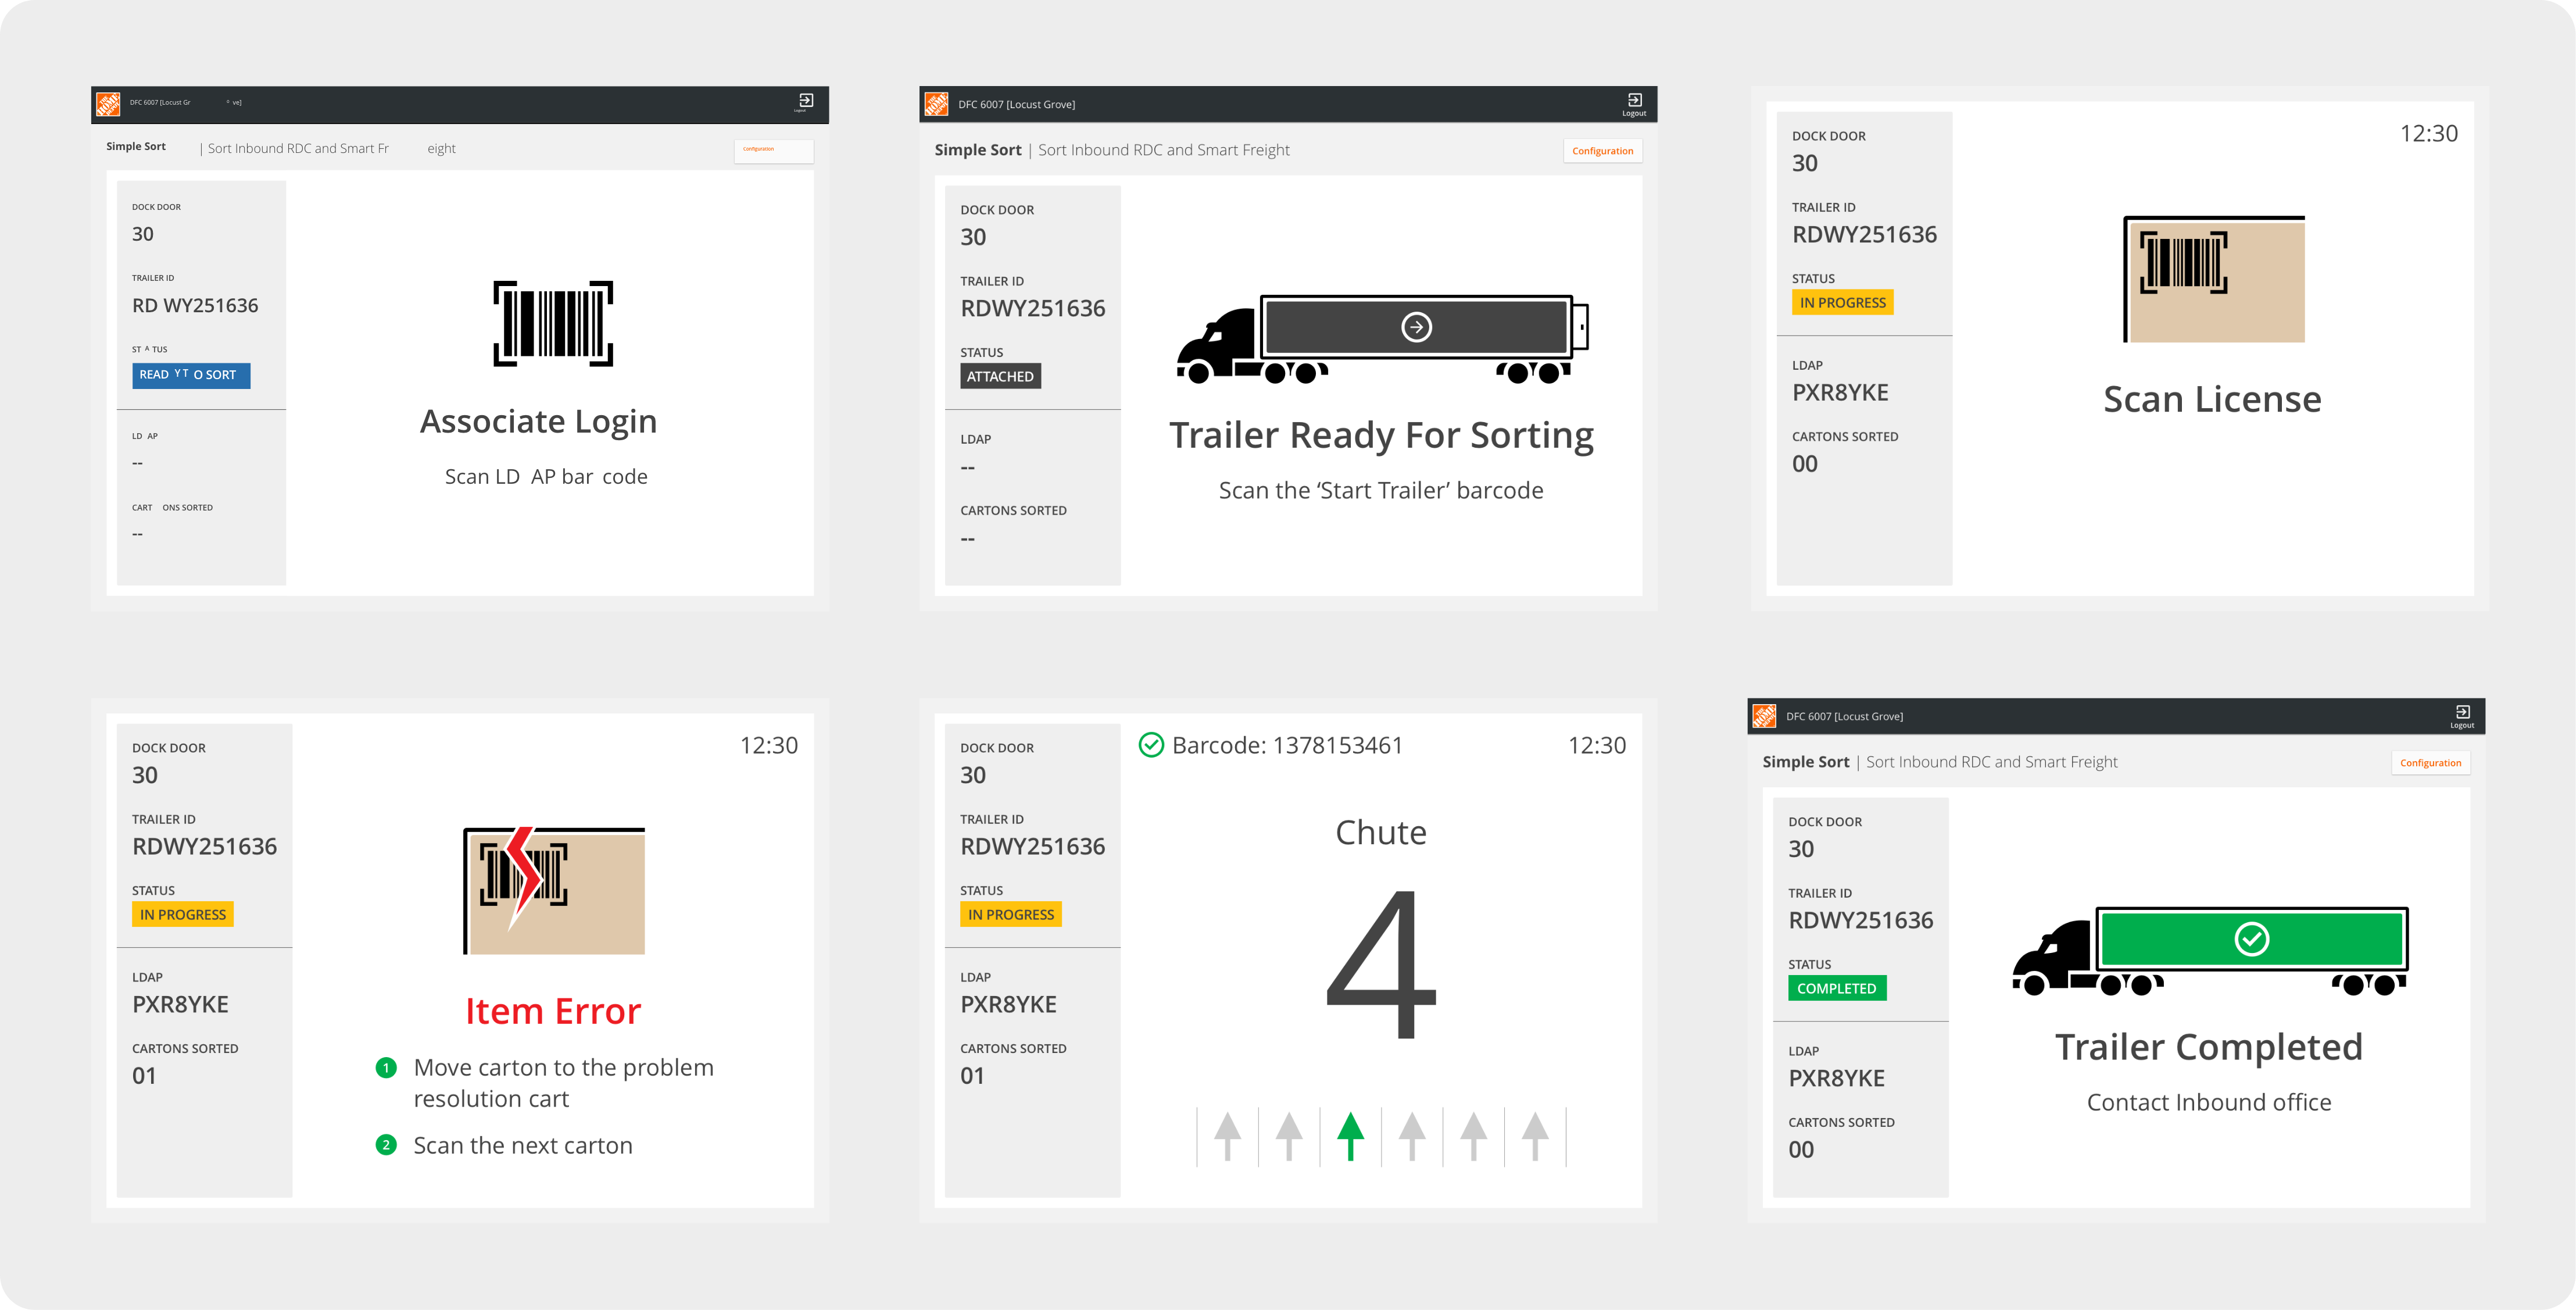 THE HOME
DFC 6007 [Locust Gr ve]
Logout
Simple Sort | Sort Inbound RDC and Smart Fr eight
Configuration
DOCK DOOR
30
TRAILER ID
RD WY251636
ST A TUS
READ Y T O SORT
LD AP
--
CART ONS SORTED
--
Associate Login
Scan LD AP bar code
THE HOME
DFC 6007 [Locust Grove]
Logout
Simple Sort | Sort Inbound RDC and Smart Freight
Configuration
DOCK DOOR
30
TRAILER ID
RDWY251636
STATUS
ATTACHED
LDAP
--
CARTONS SORTED
--
Trailer Ready For Sorting
Scan the ‘Start Trailer’ barcode
DOCK DOOR
30
TRAILER ID
RDWY251636
STATUS
IN PROGRESS
LDAP
PXR8YKE
CARTONS SORTED
00
12:30
Scan License
DOCK DOOR
30
TRAILER ID
RDWY251636
STATUS
IN PROGRESS
LDAP
PXR8YKE
CARTONS SORTED
01
12:30
Item Error
1 Move carton to the problem
resolution cart
2 Scan the next carton
DOCK DOOR
30
TRAILER ID
RDWY251636
STATUS
IN PROGRESS
LDAP
PXR8YKE
CARTONS SORTED
01
Barcode: 1378153461
12:30
Chute
4
THE HOME
DFC 6007 [Locust Grove]
Logout
Simple Sort | Sort Inbound RDC and Smart Freight
Configuration
DOCK DOOR
30
TRAILER ID
RDWY251636
STATUS
COMPLETED
LDAP
PXR8YKE
CARTONS SORTED
00
Trailer Completed
Contact Inbound office